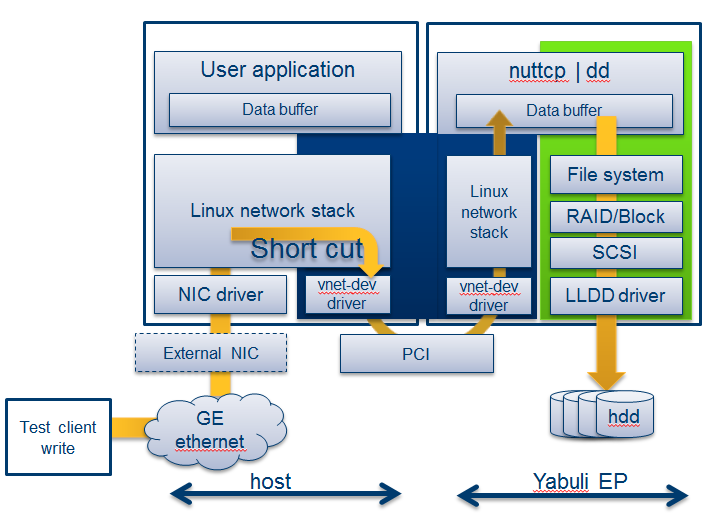 User application
Data buffer
nuttcp | dd
Data buffer
Linux network stack
Short cut
Linux
network
stack
File system
RAID/Block
SCSI
LLDD driver
NIC driver
vnet-dev
driver
vnet-dev
driver
External NIC
PCI
Test client
write
GE
ethernet
hdd
host
Yabuli EP